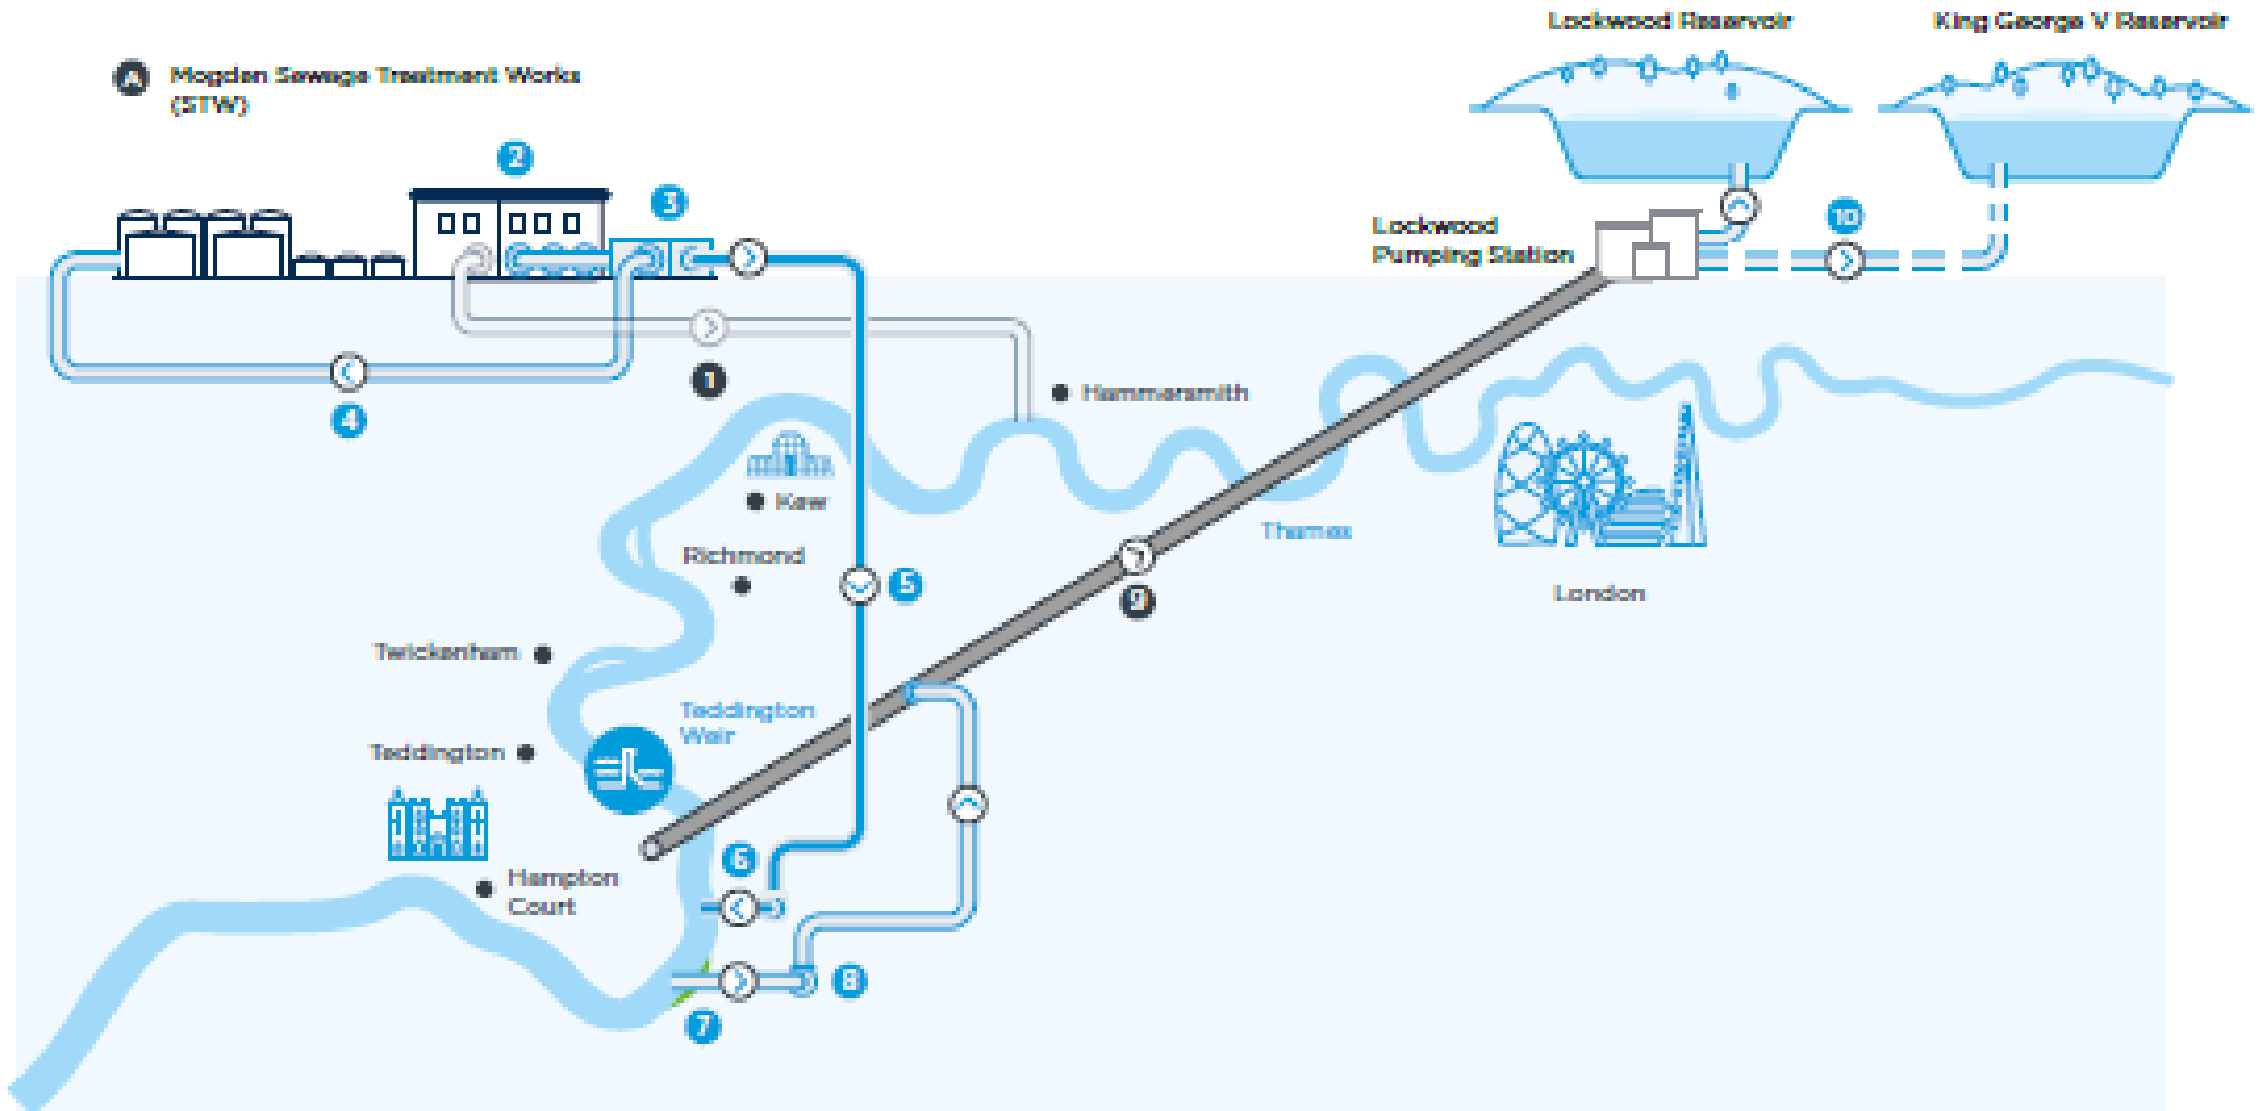 Lockwood Reservoir
King George V Reservoir
A Mogden Sewage Treatment Works
(STW)
2
3
Lockwood
Pumping Station
10
1
4
Hammersmith
Kew
Thames
Richmond
5
London
9
Twickenham
Teddington
Weir
Teddington
6
Hampton
Court
8
7